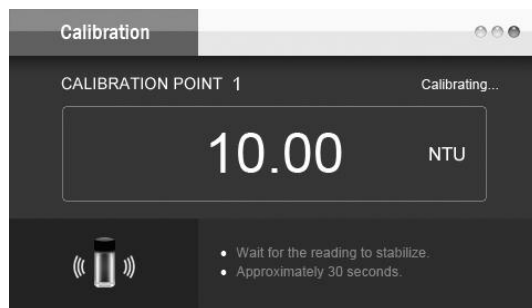 Calibration
CALIBRATION POINT 1
Calibrating...
10.00 NTU
Wait for the reading to stabilize.
Approximately 30 seconds.